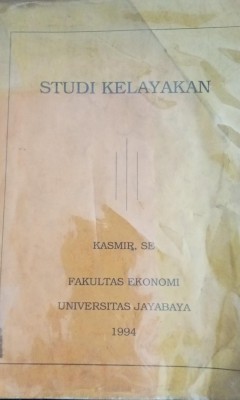 STUDI KELAYAKAN
KASMIR, SE
FAKULTAS EKONOMI
UNIVERSITAS JAYABAYA
1994